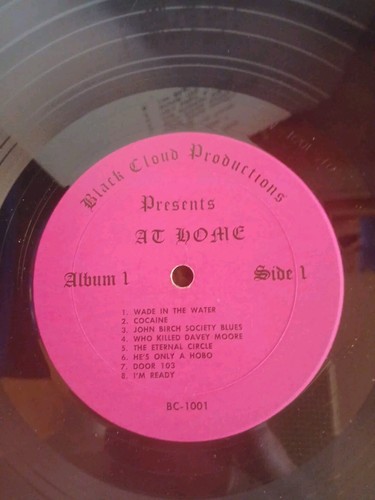 Black Cloud Productions
Presents
AT HOME
Album 1 Side 1
1. WADE IN THE WATER
2. COCAINE
3. JOHN BIRCH SOCIETY BLUES
4. WHO KILLED DAVEY MOORE
5. THE ETERNAL CIRCLE
6. HE'S ONLY A HOBO
7. DOOR 103
8. I'M READY
BC-1001